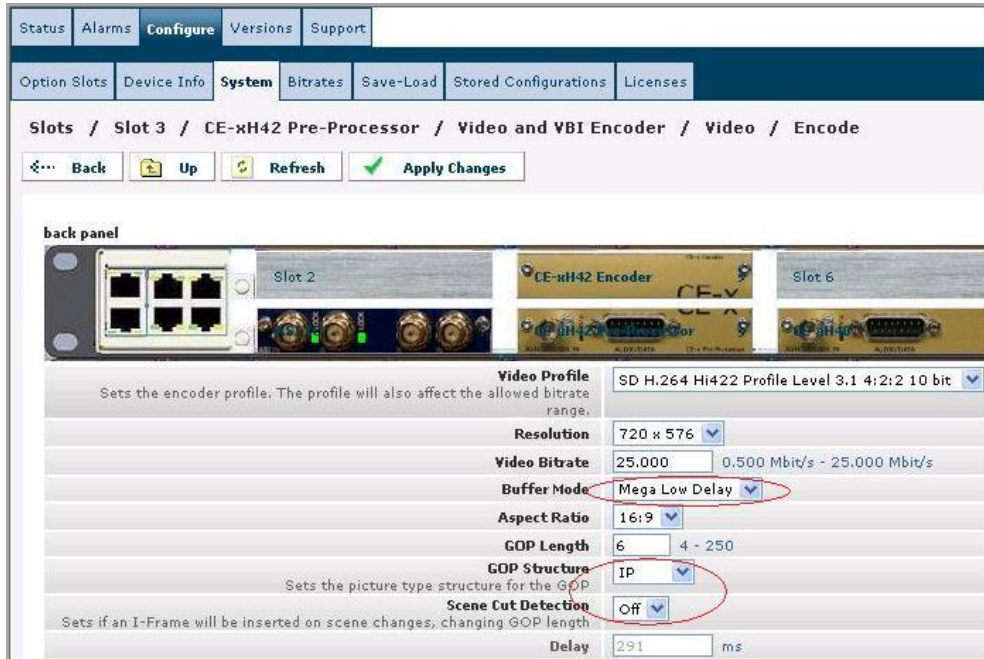 Status Alarms Configure Versions Support
Option Slots Device Info System Bitrates Save-Load Stored Configurations Licenses
Slots / Slot 3 / CE-xH42 Pre-Processor / Video and VBI Encoder / Video / Encode
Back Up Refresh Apply Changes
back panel
Slot 2 CE-xH42 Encoder Slot 6
CE-x
Video Profile SD H.264 Hi422 Profile Level 3.1 4:2:2 10 bit
Sets the encoder profile. The profile will also affect the allowed bitrate
range.
Resolution 720 x 576
Video Bitrate 25.000 0.500 Mbit/s - 25.000 Mbit/s
Buffer Mode Mega Low Delay
Aspect Ratio 16:9
GOP Length 6 4 - 250
GOP Structure IP
Sets the picture type structure for the GOP
Scene Cut Detection Off
Sets if an I-Frame will be inserted on scene changes, changing GOP length
Delay 291 ms